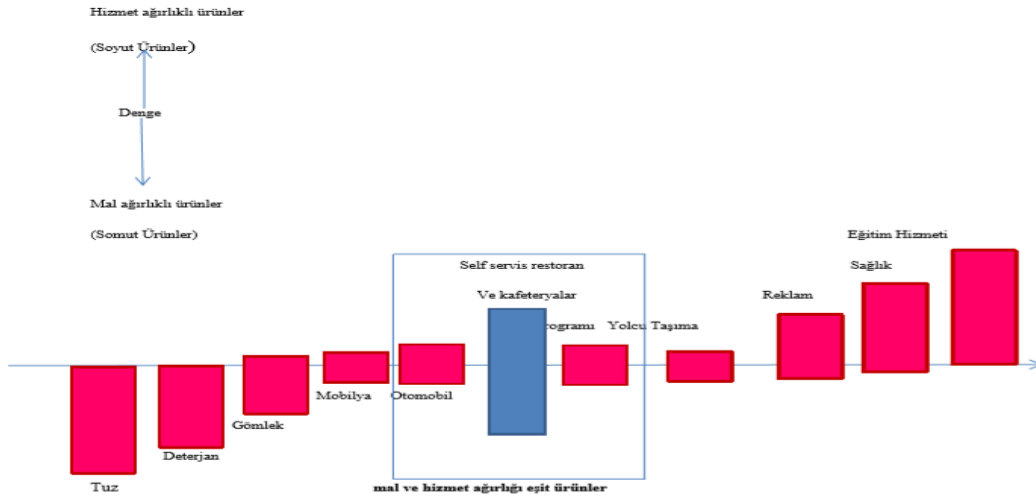 Hizmet ağırlıklı ürünler
(Soyut Ürünler)
Denge
Mal ağırlıklı ürünler
(Somut Ürünler)
Eğitim Hizmeti
Self servis restoran
Sağlık
Ve kafeteryalar
Reklam
Yolcu Taşıma
Mobilya
Otomobil
Gömlek
Deterjan
Tuz
mal ve hizmet ağırlığı eşit ürünler